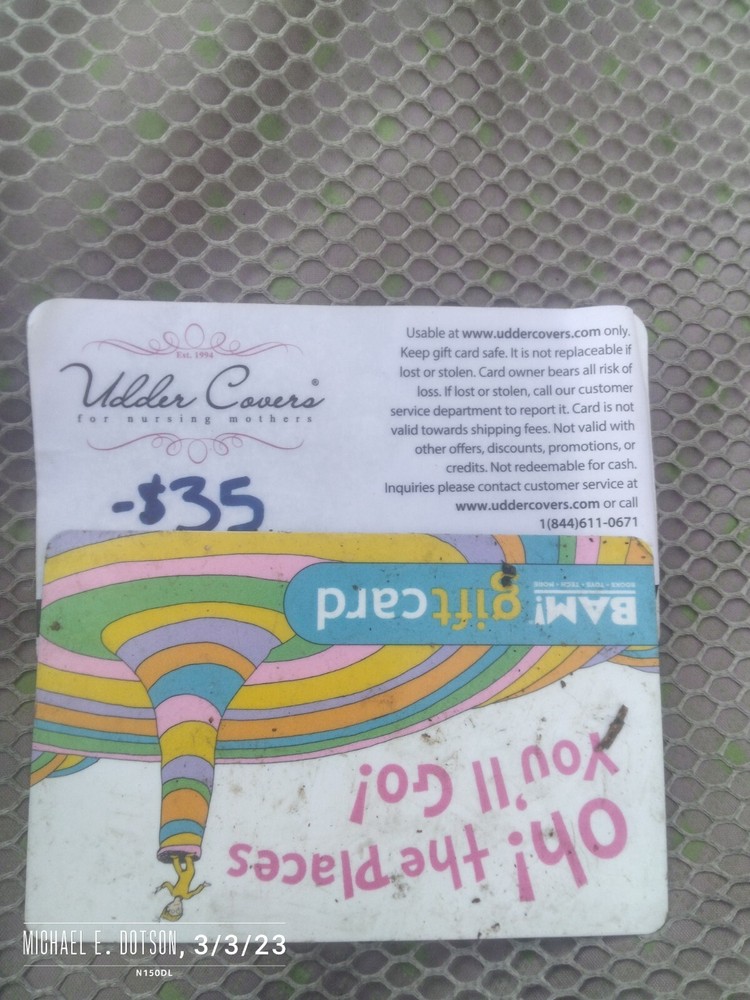 Est. 1994
Udder Covers®
for nursing mothers
-$35
Usable at www.uddercovers.com only.
Keep gift card safe. It is not replaceable if
lost or stolen. Card owner bears all risk of
loss. If lost or stolen, call our customer
service department to report it. Card is not
valid towards shipping fees. Not valid with
other offers, discounts, promotions, or
credits. Not redeemable for cash.
Inquiries please contact customer service at
www.uddercovers.com or call
1(844)611-0671
BAM! giftcard
BOOKS • TOYS • TECH • MORE
Oh! the Places
You'll Go!
MICHAEL E. DOTSON, 3/3/23
N150DL